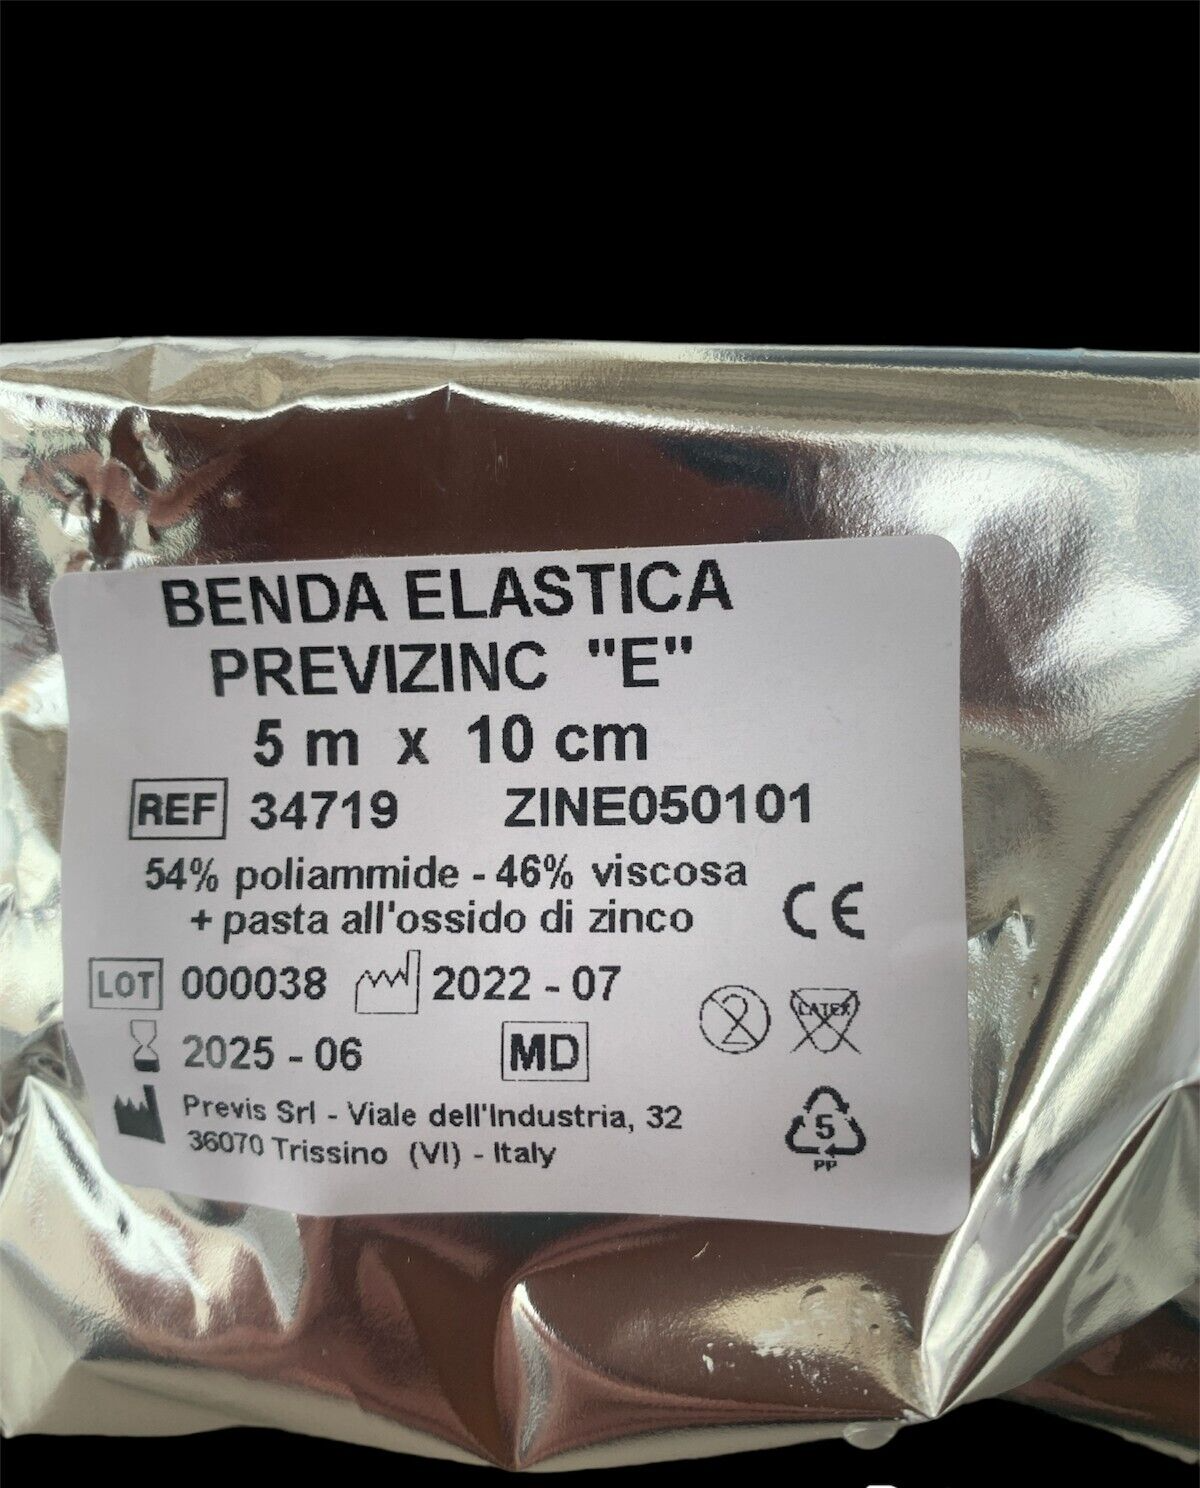 BENDA ELASTICA
PREVIZINC "E"
5 m x 10 cm
REF 34719 ZINE050101
54% poliammide - 46% viscosa
+ pasta all'ossido di zinco
CE
LOT 000038 2022 - 07
2 LATEX
2025 - 06 MD
Previs Srl - Viale dell'Industria, 32
36070 Trissino (VI) - Italy
5
PP